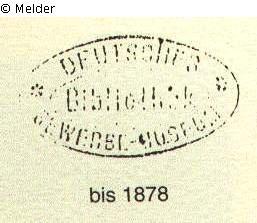 © Melder
DEUTSCHES
Bibliothek
GEWERBE-MUSEUM
bis 1878